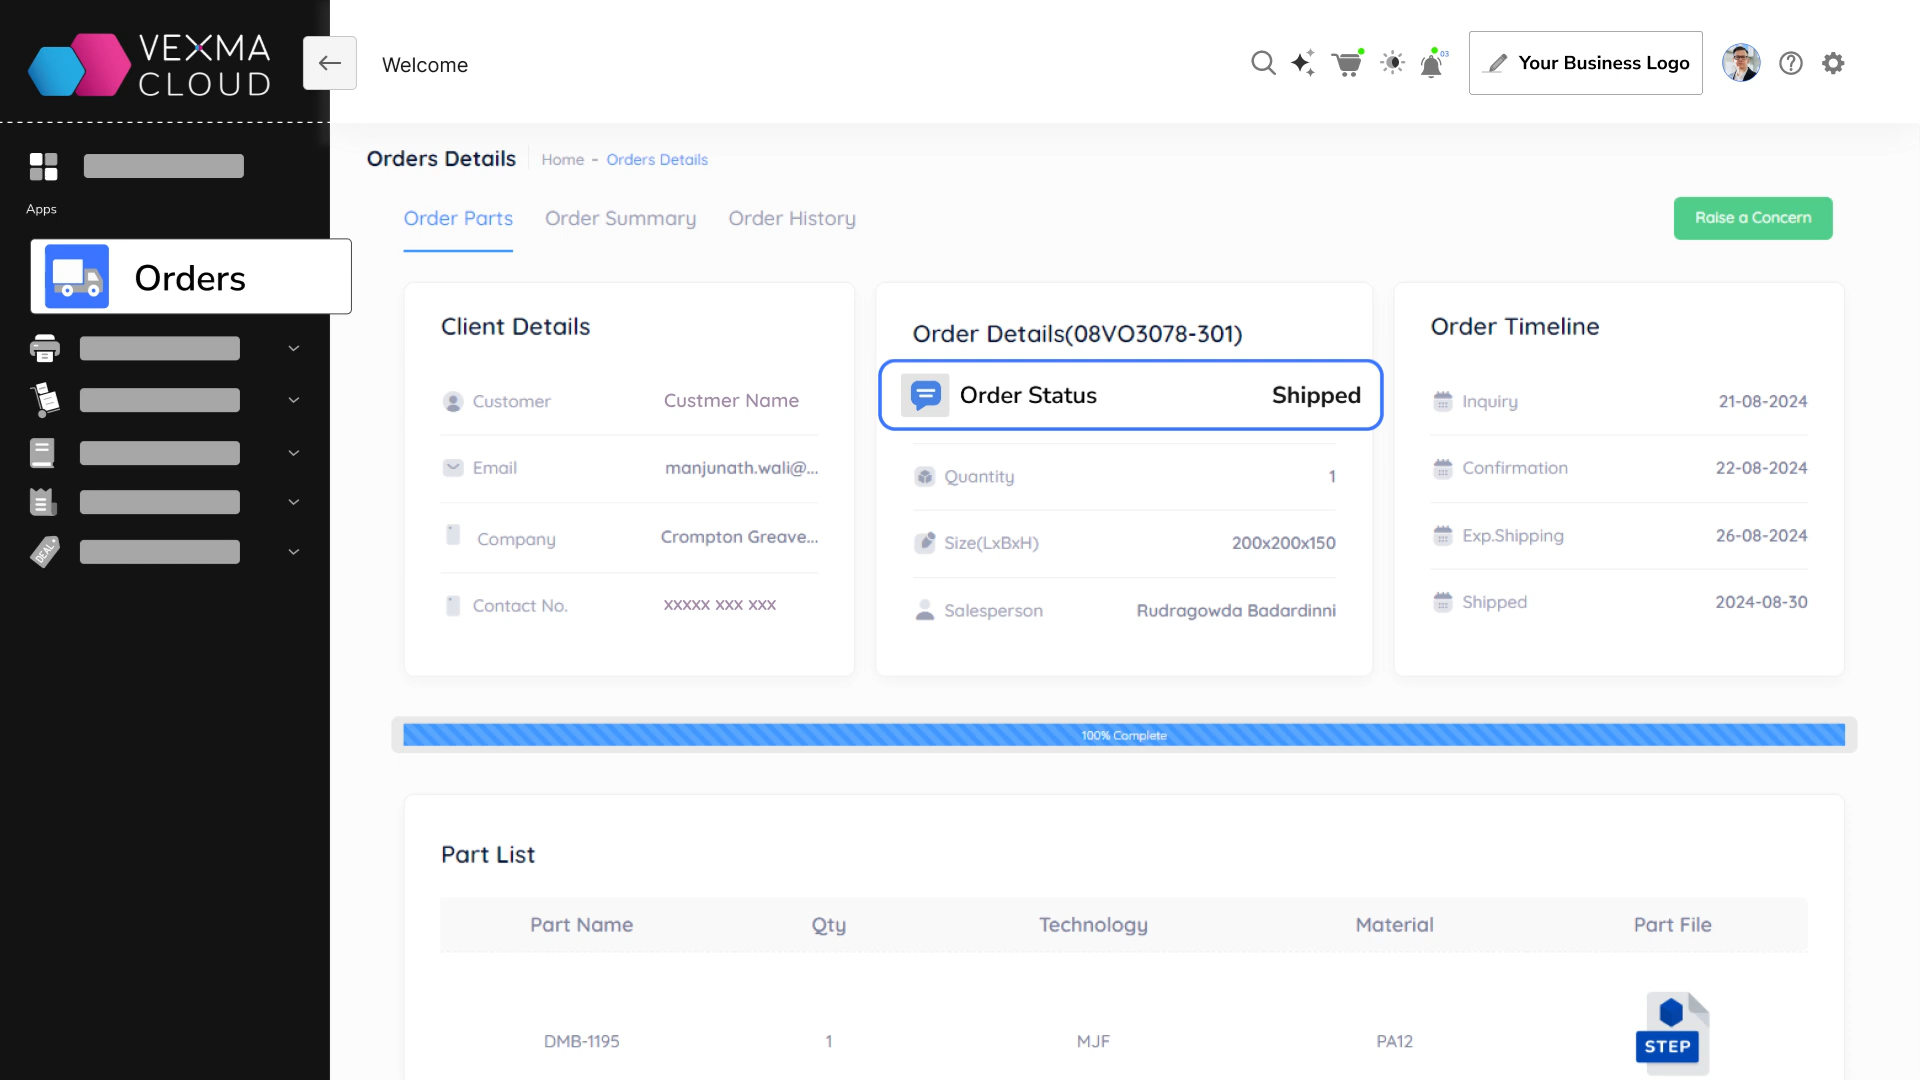 VEXMA
CLOUD
Welcome
03
Your Business Logo
Orders Details
Home - Orders Details
Apps
Orders
DEAL
Order Parts
Order Summary
Order History
Raise a Concern
Client Details
Customer Custmer Name
Email manjunath.wali@...
Company Crompton Greave...
Contact No. XXXXX XXX XXX
Order Details(08VO3078-301)
Order Status Shipped
Quantity 1
Size(LxBxH) 200x200x150
Salesperson Rudragowda Badardinni
Order Timeline
Inquiry 21-08-2024
Confirmation 22-08-2024
Exp.Shipping 26-08-2024
Shipped 2024-08-30
100% Complete
Part List
Part Name Qty Technology Material Part File
DMB-1195 1 MJF PA12 STEP